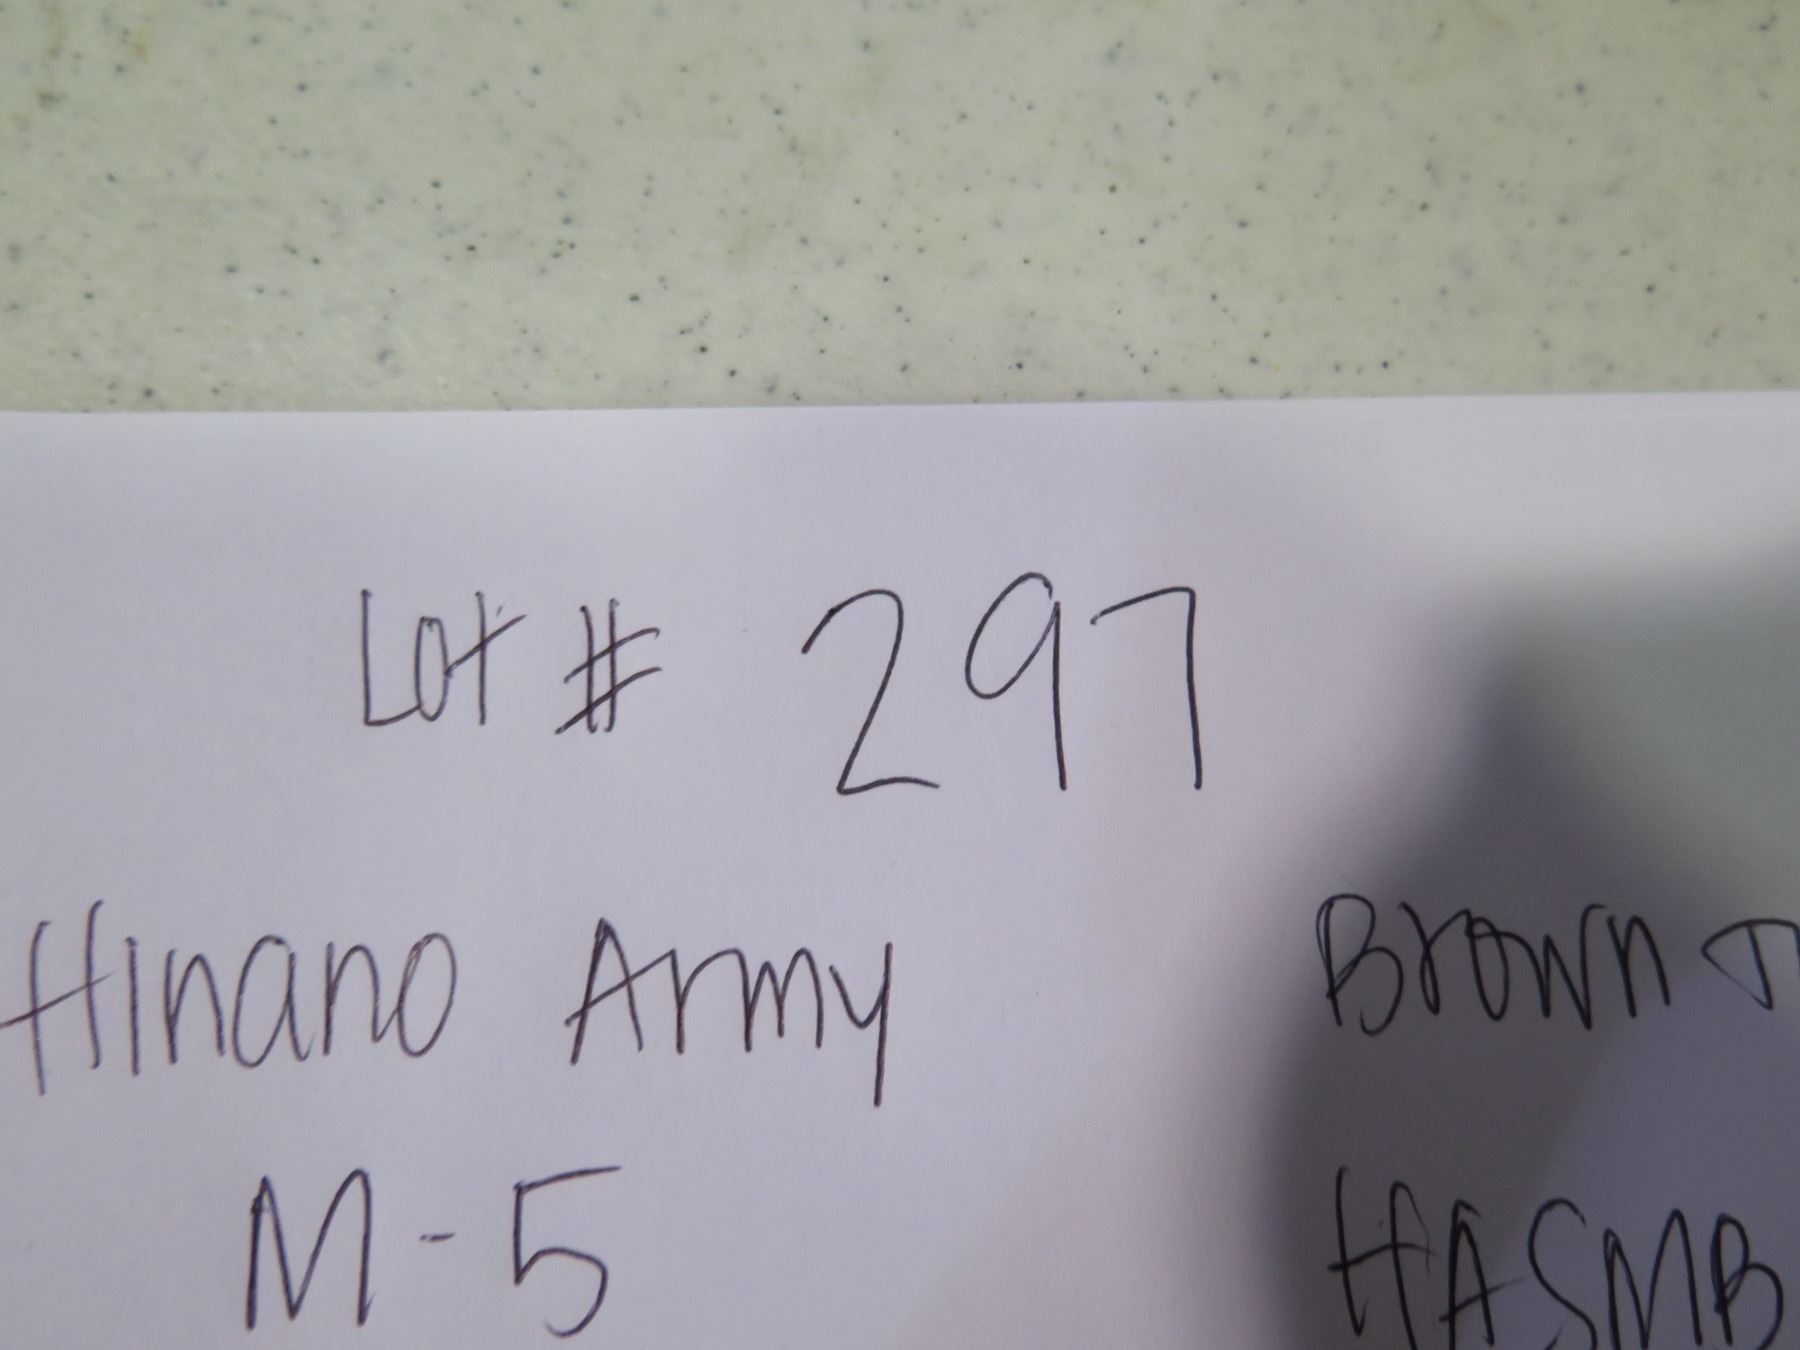 Lot # 297
Hinano Army Brown
M-5 HASMB